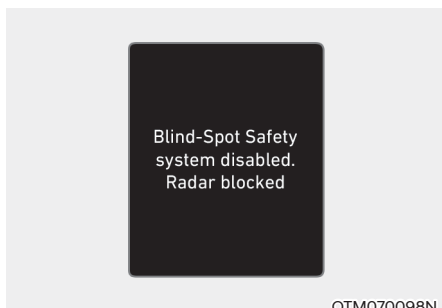 Blind-Spot Safety
system disabled.
Radar blocked
OTM070098N